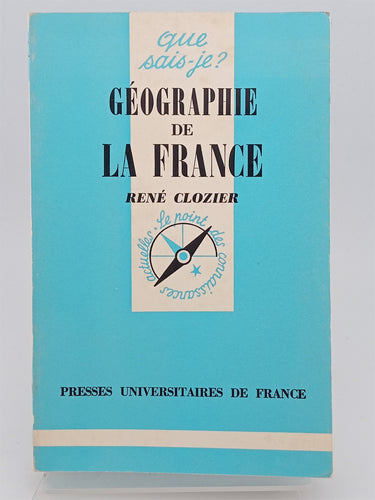 que
sais-je?
GÉOGRAPHIE
DE
LA FRANCE
RENÉ CLOZIER
Le point des connaissances actuelles
PRESSES UNIVERSITAIRES DE FRANCE